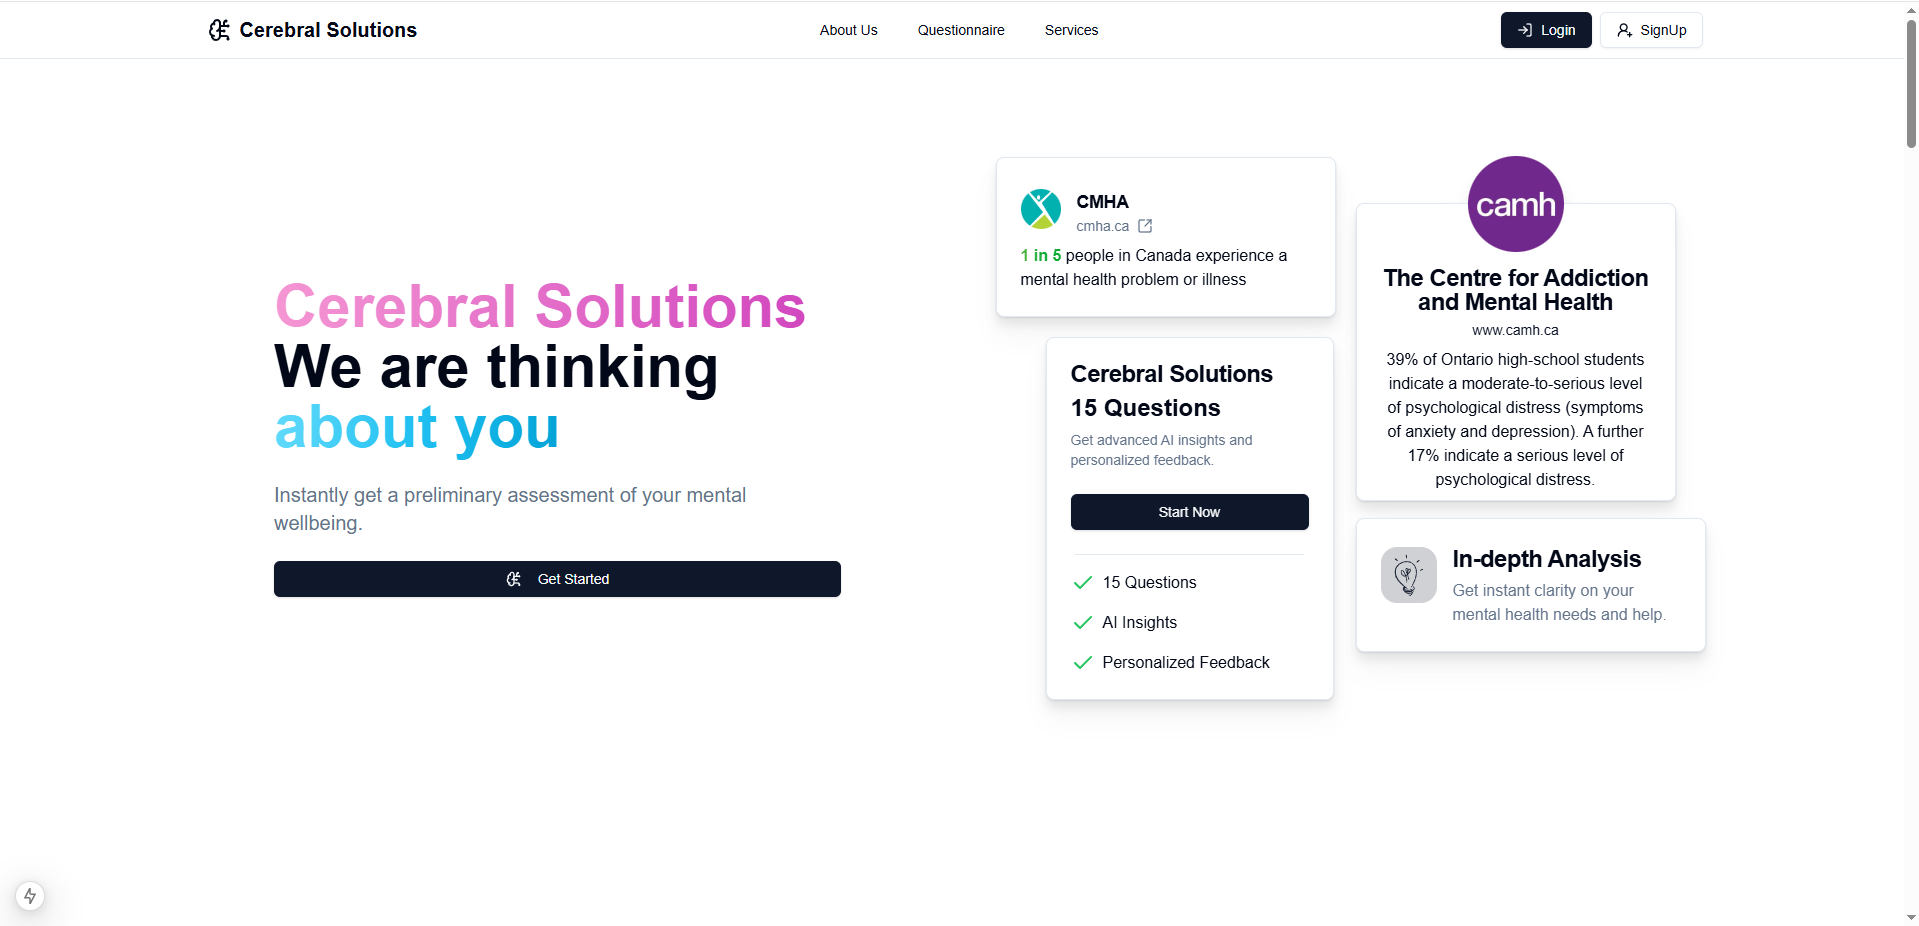 Cerebral Solutions
About Us
Questionnaire
Services
Login
SignUp
Cerebral Solutions
We are thinking
about you
Instantly get a preliminary assessment of your mental
wellbeing.
Get Started
CMHA
cmha.ca
1 in 5 people in Canada experience a
mental health problem or illness
Cerebral Solutions
15 Questions
Get advanced AI insights and
personalized feedback.
Start Now
15 Questions
AI Insights
Personalized Feedback
camh
The Centre for Addiction
and Mental Health
www.camh.ca
39% of Ontario high-school students
indicate a moderate-to-serious level
of psychological distress (symptoms
of anxiety and depression). A further
17% indicate a serious level of
psychological distress.
In-depth Analysis
Get instant clarity on your
mental health needs and help.